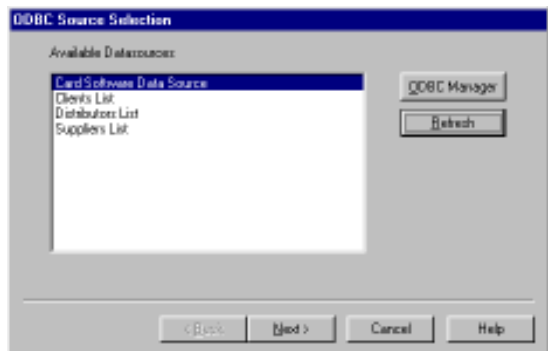 ODBC Source Selection
Available Datasources:
Card Software Data Source
Clients List
Distributors List
Suppliers List
ODBC Manager
Refresh
< Back
Next >
Cancel
Help